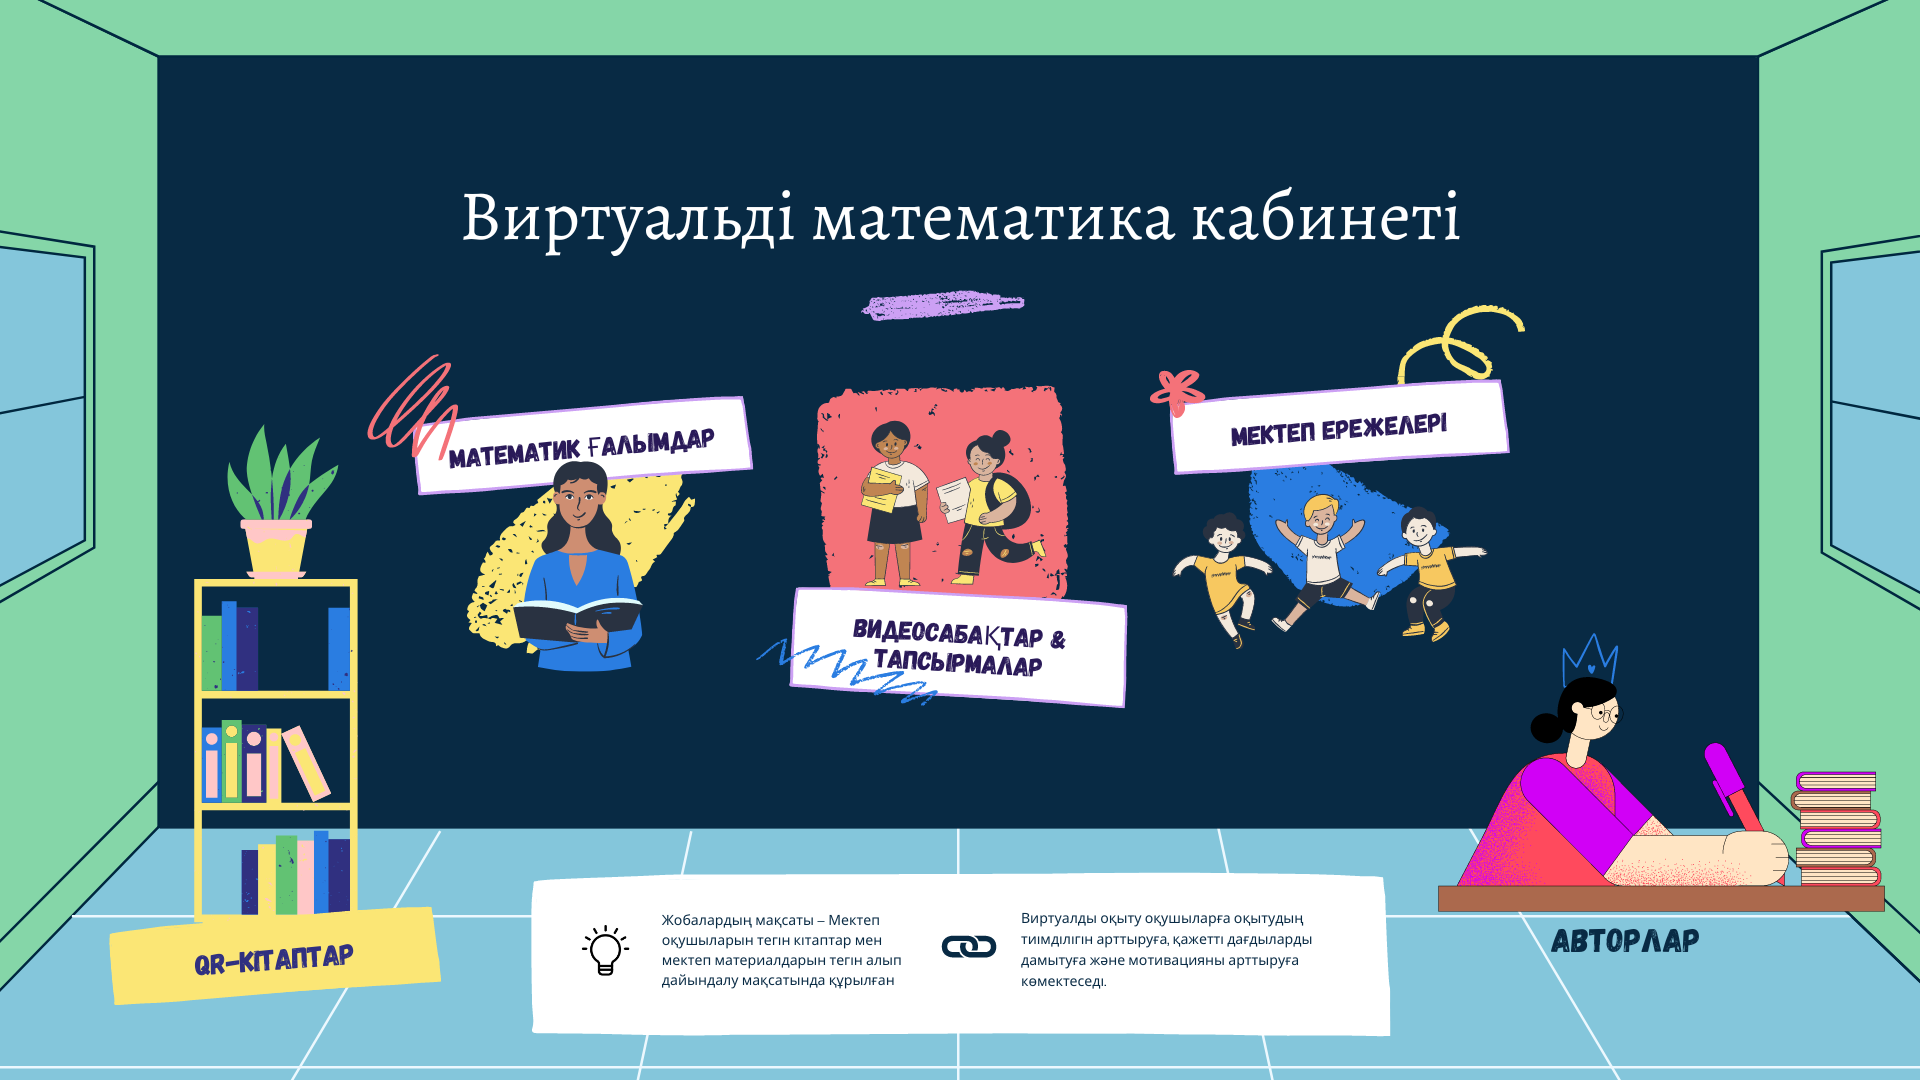 Виртуальді математика кабинеті
МАТЕМАТИК ҒАЛЫМДАР
МЕКТЕП ЕРЕЖЕЛЕРІ
ВИДЕОСАБАҚТАР &
ТАПСЫРМАЛАР
QR-КІТАПТАР
Жобалардың мақсаты – Мектеп
оқушыларын тегін кітаптар мен
мектеп материалдарын тегін алып
дайындалу мақсатында құрылған
Виртуалды оқыту оқушыларға оқытудың
тиімділігін арттыруға, қажетті дағдыларды
дамытуға және мотивацияны арттыруға
көмектеседі.
АВТОРЛАР